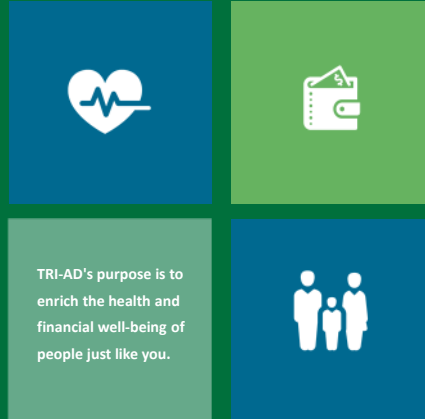 TRI-AD's purpose is to
enrich the health and
financial well-being of
people just like you.